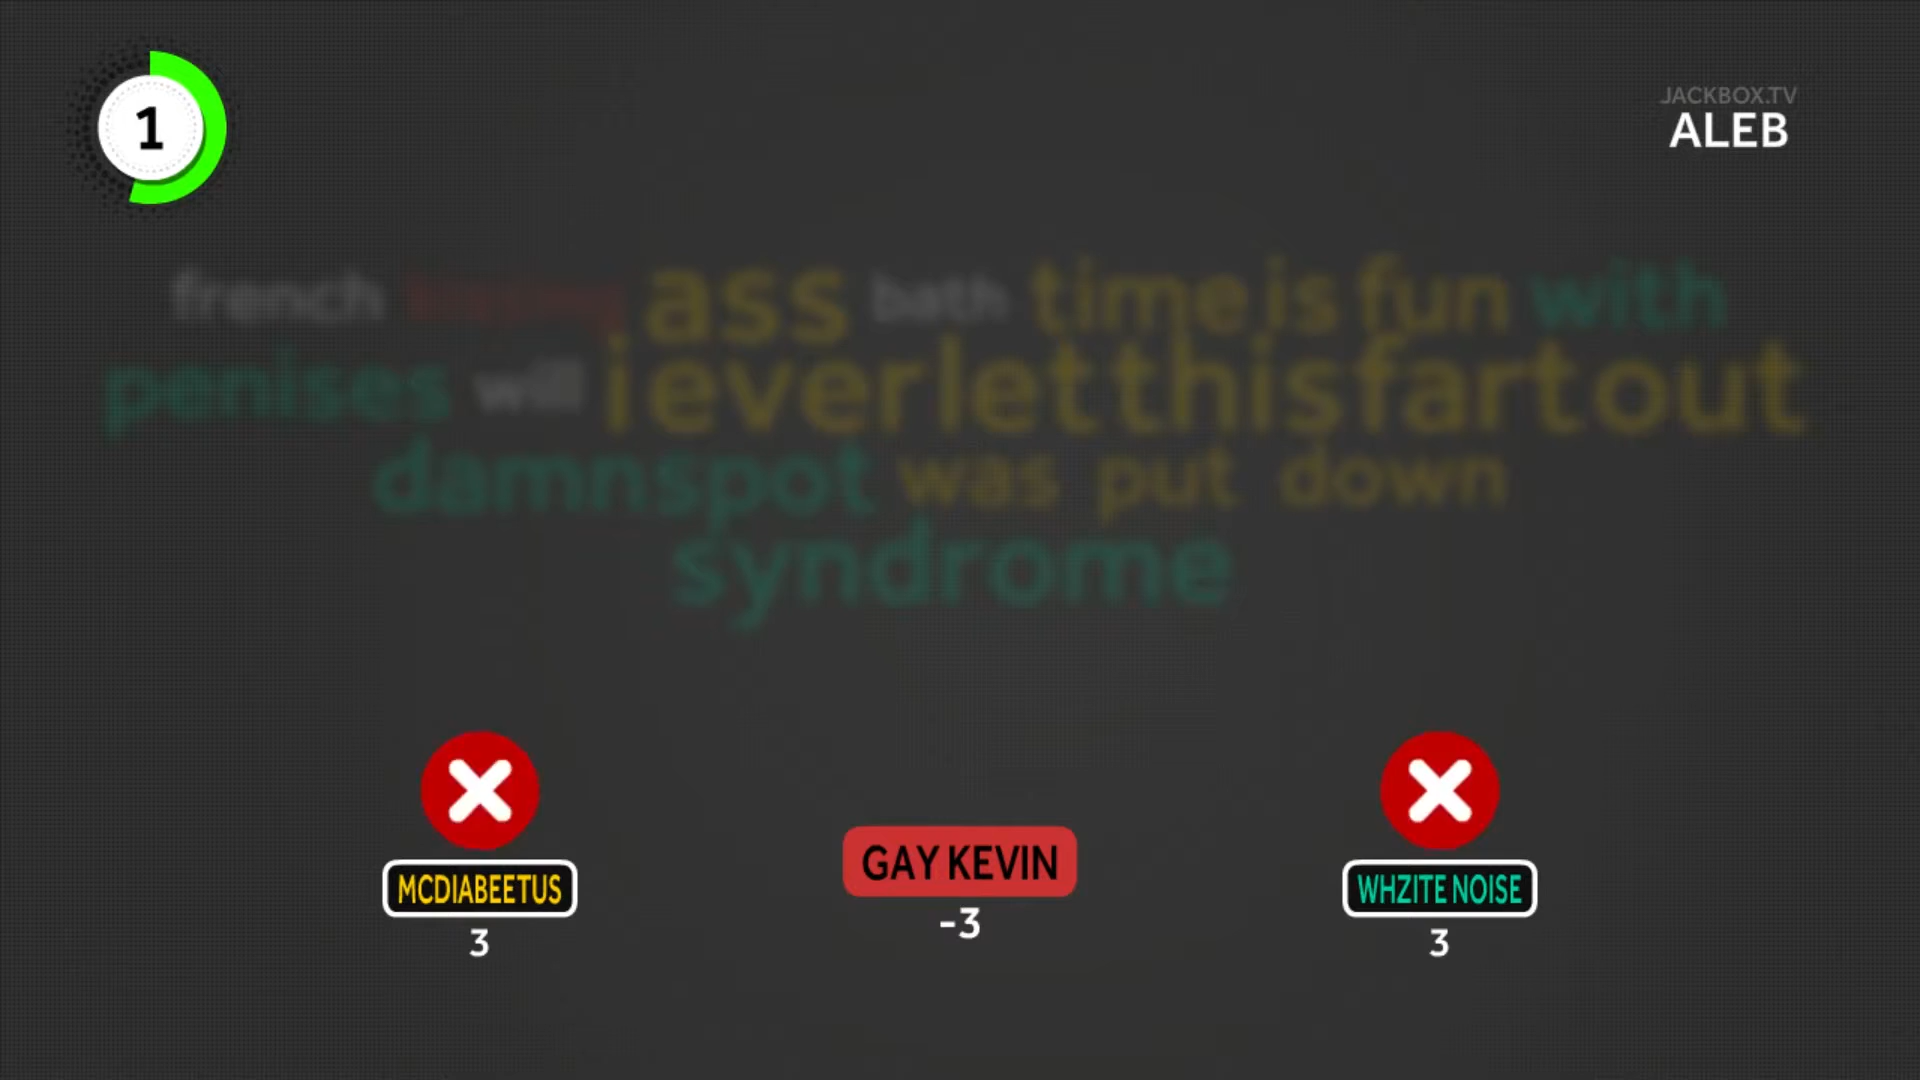 1
JACKBOX.TV
ALEB
french ass bath time is fun with
penises will i ever let this fart out
damnspot was put down
syndrome
MCDIABEETUS
3
GAY KEVIN
-3
WHZITE NOISE
3